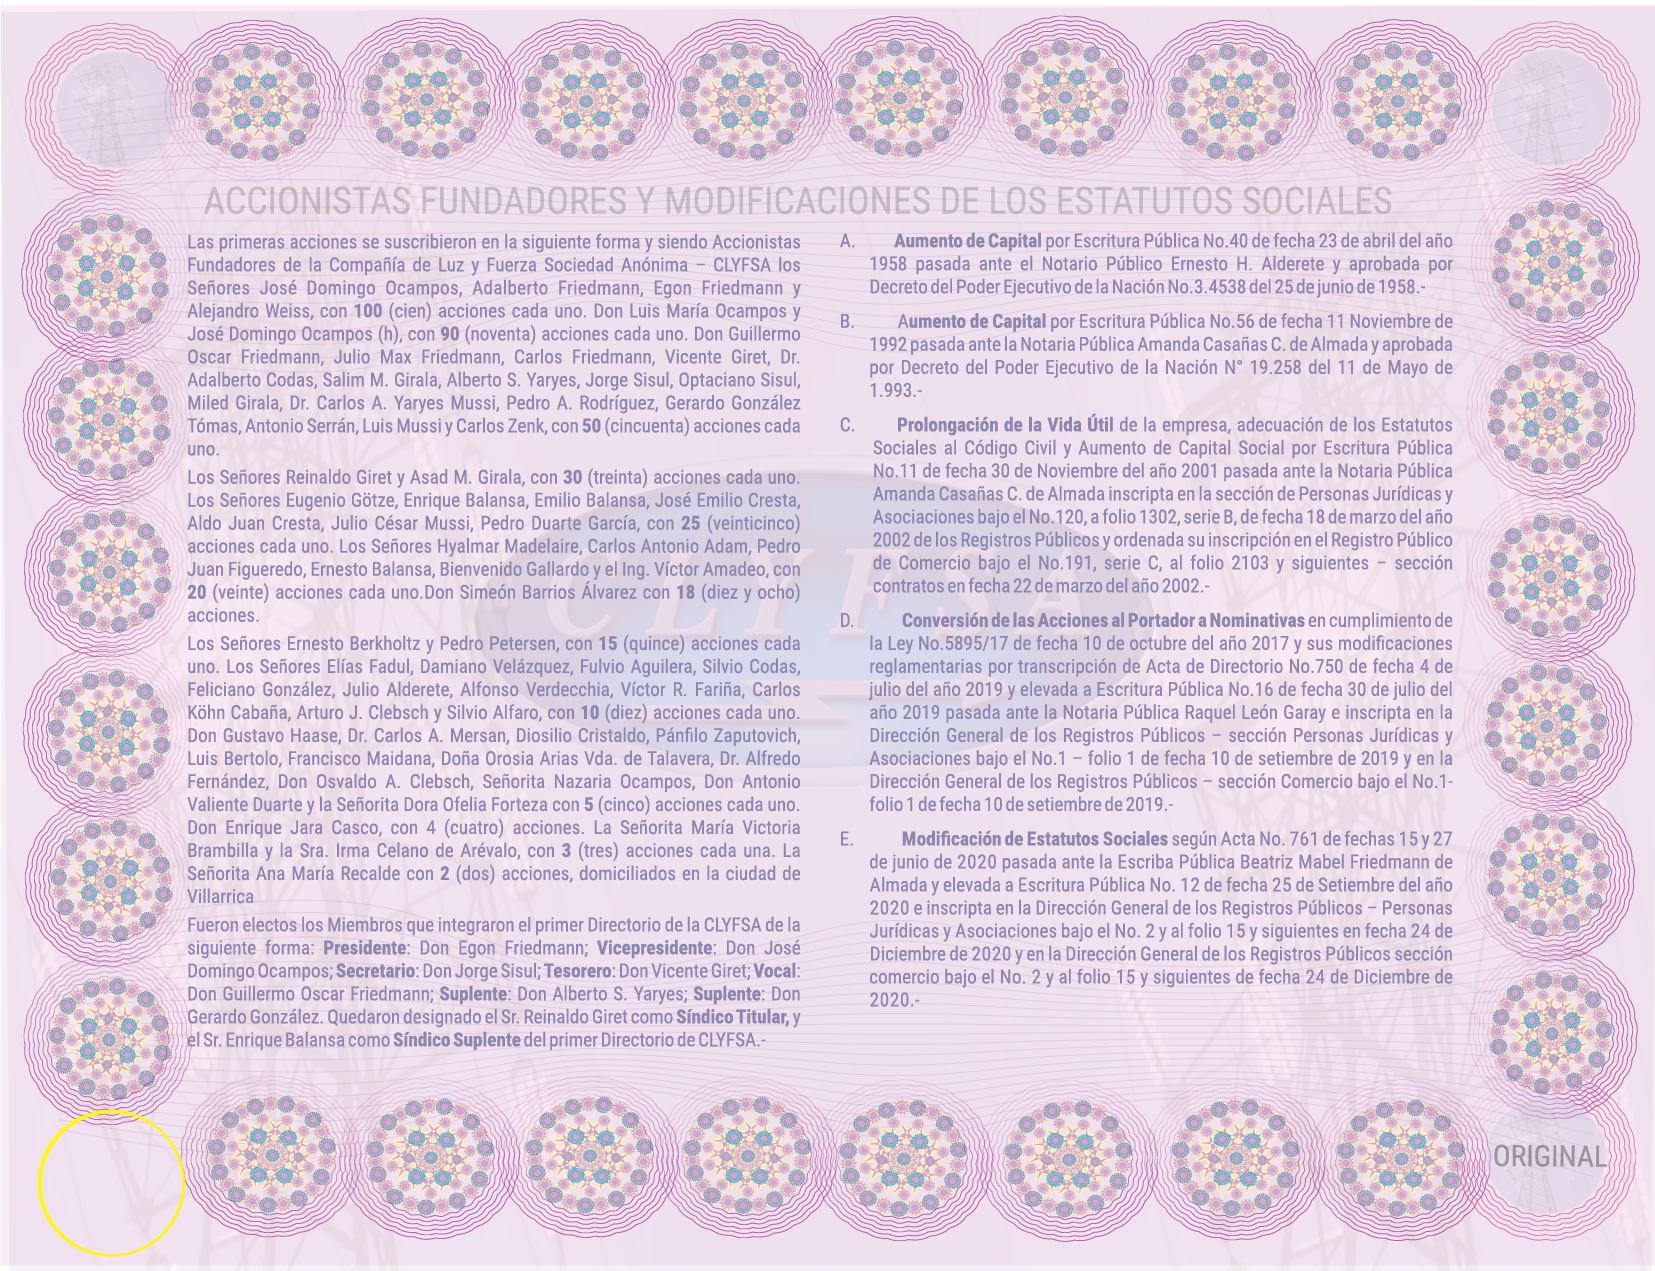 ACCIONISTAS FUNDADORES Y MODIFICACIONES DE LOS ESTATUTOS SOCIALES
Las primeras acciones se suscribieron en la siguiente forma y siendo Accionistas
Fundadores de la Compañía de Luz y Fuerza Sociedad Anónima – CLYFSA los
Señores José Domingo Ocampos, Adalberto Friedmann, Egon Friedmann y
Alejandro Weiss, con 100 (cien) acciones cada uno. Don Luis María Ocampos y
José Domingo Ocampos (h), con 90 (noventa) acciones cada uno. Don Guillermo
Oscar Friedmann, Julio Max Friedmann, Carlos Friedmann, Vicente Giret, Dr.
Adalberto Codas, Salim M. Girala, Alberto S. Yaryes, Jorge Sisul, Optaciano Sisul,
Miled Girala, Dr. Carlos A. Yaryes Mussi, Pedro A. Rodríguez, Gerardo González
Tómas, Antonio Serrán, Luis Mussi y Carlos Zenk, con 50 (cincuenta) acciones cada
uno.
Los Señores Reinaldo Giret y Asad M. Girala, con 30 (treinta) acciones cada uno.
Los Señores Eugenio Götze, Enrique Balansa, Emilio Balansa, José Emilio Cresta,
Aldo Juan Cresta, Julio César Mussi, Pedro Duarte García, con 25 (veinticinco)
acciones cada uno. Los Señores Hyalmar Madelaire, Carlos Antonio Adam, Pedro
Juan Figueredo, Ernesto Balansa, Bienvenido Gallardo y el Ing. Víctor Amadeo, con
20 (veinte) acciones cada uno.Don Simeón Barrios Álvarez con 18 (diez y ocho)
acciones.
Los Señores Ernesto Berkholtz y Pedro Petersen, con 15 (quince) acciones cada
uno. Los Señores Elías Fadul, Damiano Velázquez, Fulvio Aguilera, Silvio Codas,
Feliciano González, Julio Alderete, Alfonso Verdecchia, Víctor R. Fariña, Carlos
Köhn Cabaña, Arturo J. Clebsch y Silvio Alfaro, con 10 (diez) acciones cada uno.
Don Gustavo Haase, Dr. Carlos A. Mersan, Diosilio Cristaldo, Pánfilo Zaputovich,
Luis Bertolo, Francisco Maidana, Doña Orosia Arias Vda. de Talavera, Dr. Alfredo
Fernández, Don Osvaldo A. Clebsch, Señorita Nazaria Ocampos, Don Antonio
Valiente Duarte y la Señorita Dora Ofelia Forteza con 5 (cinco) acciones cada uno.
Don Enrique Jara Casco, con 4 (cuatro) acciones. La Señorita María Victoria
Brambilla y la Sra. Irma Celano de Arévalo, con 3 (tres) acciones cada una. La
Señorita Ana María Recalde con 2 (dos) acciones, domiciliados en la ciudad de
Villarrica
Fueron electos los Miembros que integraron el primer Directorio de la CLYFSA de la
siguiente forma: Presidente: Don Egon Friedmann; Vicepresidente: Don José
Domingo Ocampos; Secretario: Don Jorge Sisul; Tesorero: Don Vicente Giret; Vocal:
Don Guillermo Oscar Friedmann; Suplente: Don Alberto S. Yaryes; Suplente: Don
Gerardo González. Quedaron designado el Sr. Reinaldo Giret como Síndico Titular, y
el Sr. Enrique Balansa como Síndico Suplente del primer Directorio de CLYFSA.-
A. Aumento de Capital por Escritura Pública No.40 de fecha 23 de abril del año
1958 pasada ante el Notario Público Ernesto H. Alderete y aprobada por
Decreto del Poder Ejecutivo de la Nación No.3.4538 del 25 de junio de 1958.-
B. Aumento de Capital por Escritura Pública No.56 de fecha 11 Noviembre de
1992 pasada ante la Notaria Pública Amanda Casañas C. de Almada y aprobada
por Decreto del Poder Ejecutivo de la Nación N° 19.258 del 11 de Mayo de
1.993.-
C. Prolongación de la Vida Útil de la empresa, adecuación de los Estatutos
Sociales al Código Civil y Aumento de Capital Social por Escritura Pública
No.11 de fecha 30 de Noviembre del año 2001 pasada ante la Notaria Pública
Amanda Casañas C. de Almada inscripta en la sección de Personas Jurídicas y
Asociaciones bajo el No.120, a folio 1302, serie B, de fecha 18 de marzo del año
2002 de los Registros Públicos y ordenada su inscripción en el Registro Público
de Comercio bajo el No.191, serie C, al folio 2103 y siguientes – sección
contratos en fecha 22 de marzo del año 2002.-
D. Conversión de las Acciones al Portador a Nominativas en cumplimiento de
la Ley No.5895/17 de fecha 10 de octubre del año 2017 y sus modificaciones
reglamentarias por transcripción de Acta de Directorio No.750 de fecha 4 de
julio del año 2019 y elevada a Escritura Pública No.16 de fecha 30 de julio del
año 2019 pasada ante la Notaria Pública Raquel León Garay e inscripta en la
Dirección General de los Registros Públicos – sección Personas Jurídicas y
Asociaciones bajo el No.1 – folio 1 de fecha 10 de setiembre de 2019 y en la
Dirección General de los Registros Públicos – sección Comercio bajo el No.1-
folio 1 de fecha 10 de setiembre de 2019.-
E. Modificación de Estatutos Sociales según Acta No. 761 de fechas 15 y 27
de junio de 2020 pasada ante la Escriba Pública Beatriz Mabel Friedmann de
Almada y elevada a Escritura Pública No. 12 de fecha 25 de Setiembre del año
2020 e inscripta en la Dirección General de los Registros Públicos – Personas
Jurídicas y Asociaciones bajo el No. 2 y al folio 15 y siguientes en fecha 24 de
Diciembre de 2020 y en la Dirección General de los Registros Públicos sección
comercio bajo el No. 2 y al folio 15 y siguientes de fecha 24 de Diciembre de
2020.-
CLYFSA
ORIGINAL